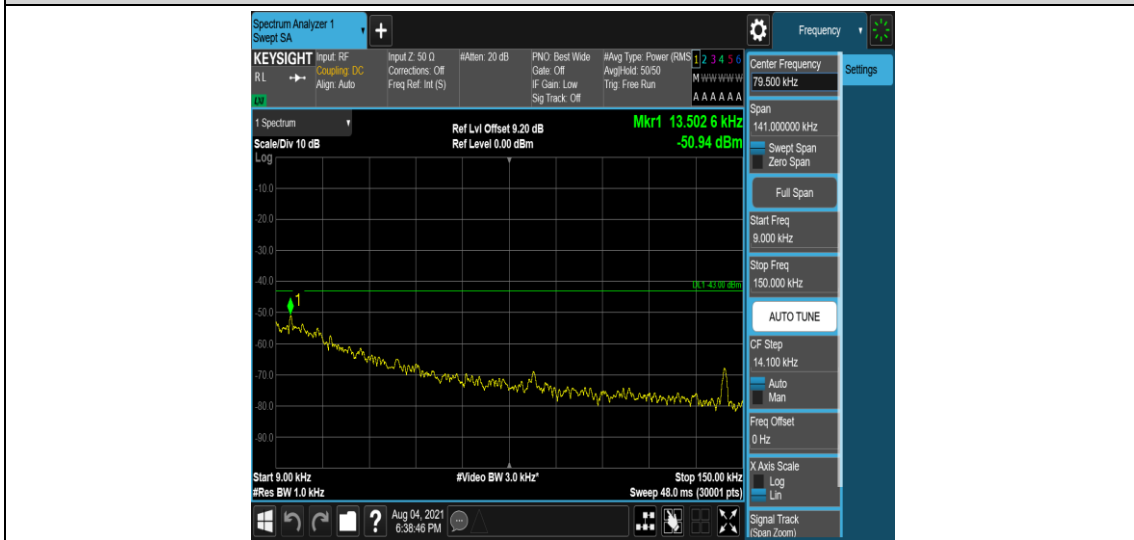 Spectrum Analyzer 1
Swept SA
+
Frequency
KEYSIGHT
RL
LXI
Input: RF
Coupling: DC
Align: Auto
Input Z: 50 Ω
Corrections: Off
Freq Ref: Int (S)
#Atten: 20 dB
PNO: Best Wide
Gate: Off
IF Gain: Low
Sig Track: Off
#Avg Type: Power (RMS
Avg|Hold: 50/50
Trig: Free Run
1 2 3 4 5 6
M W W W W W
A A A A A A
1 Spectrum
Scale/Div 10 dB
Ref Lvl Offset 9.20 dB
Ref Level 0.00 dBm
Mkr1 13.502 6 kHz
-50.94 dBm
Log
-10.0
-20.0
-30.0
-40.0
DL1 -43.00 dBm
1
-50.0
-60.0
-70.0
-80.0
-90.0
Start 9.00 kHz
#Video BW 3.0 kHz*
Stop 150.00 kHz
#Res BW 1.0 kHz
Sweep 48.0 ms (30001 pts)
?
Aug 04, 2021
6:38:46 PM
Center Frequency
79.500 kHz
Settings
Span
141.000000 kHz
Swept Span
Zero Span
Full Span
Start Freq
9.000 kHz
Stop Freq
150.000 kHz
AUTO TUNE
CF Step
14.100 kHz
Auto
Man
Freq Offset
0 Hz
X Axis Scale
Log
Lin
Signal Track
(Span Zoom)